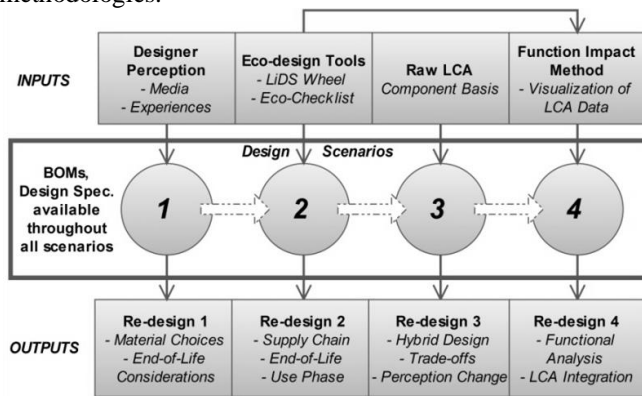 methodologies.
INPUTS
Designer
Perception
- Media
- Experiences
Eco-design Tools
- LiDS Wheel
- Eco-Checklist
Raw LCA
Component Basis
Function Impact
Method
- Visualization of
LCA Data
Design Scenarios
BOMs,
Design Spec.
available
throughout
all scenarios
1
2
3
4
OUTPUTS
Re-design 1
- Material Choices
- End-of-Life
Considerations
Re-design 2
- Supply Chain
- End-of-Life
- Use Phase
Re-design 3
- Hybrid Design
- Trade-offs
- Perception Change
Re-design 4
- Functional
Analysis
- LCA Integration